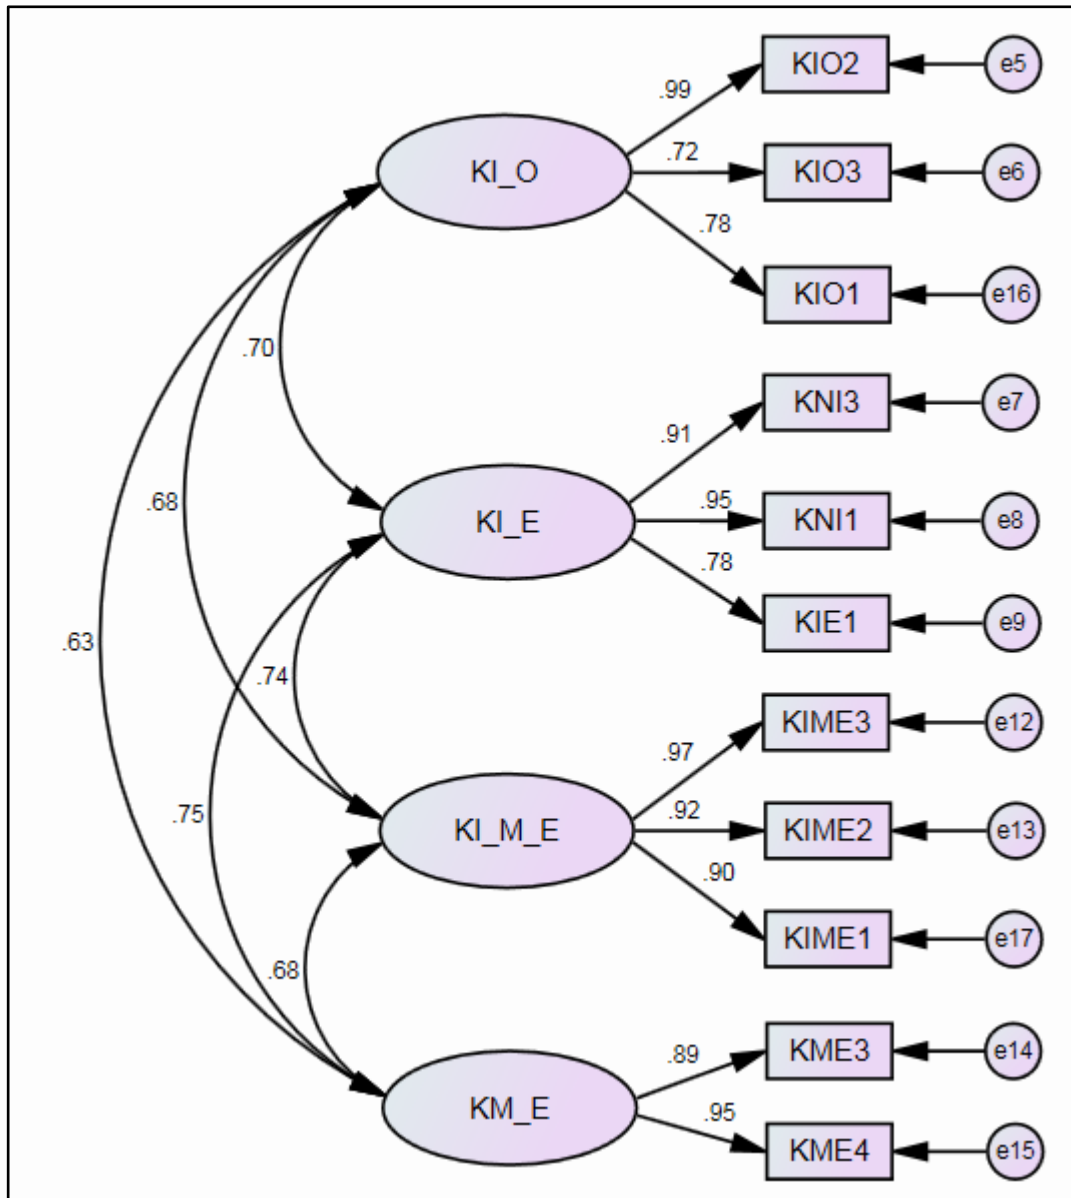 KIO2
e5
.99
KI_O
.72
KIO3
e6
.78
KIO1
e16
.70
KNI3
e7
.91
.68
KI_E
.95
KNI1
e8
.78
KIE1
e9
.63
.74
KIME3
e12
.97
.75
KI_M_E
.92
KIME2
e13
.90
KIME1
e17
.68
KME3
e14
.89
KM_E
.95
KME4
e15